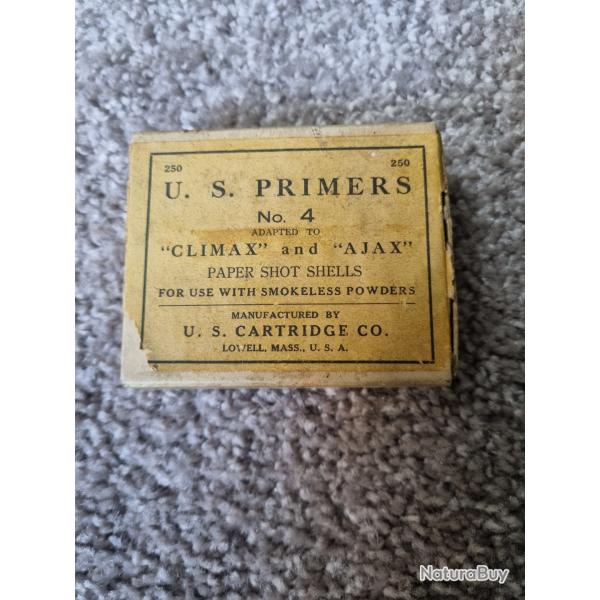 250 250
U. S. PRIMERS
No. 4
ADAPTED TO
"CLIMAX" and "AJAX"
PAPER SHOT SHELLS
FOR USE WITH SMOKELESS POWDERS
MANUFACTURED BY
U. S. CARTRIDGE CO.
LOWELL, MASS., U. S. A.
NaturaBuy